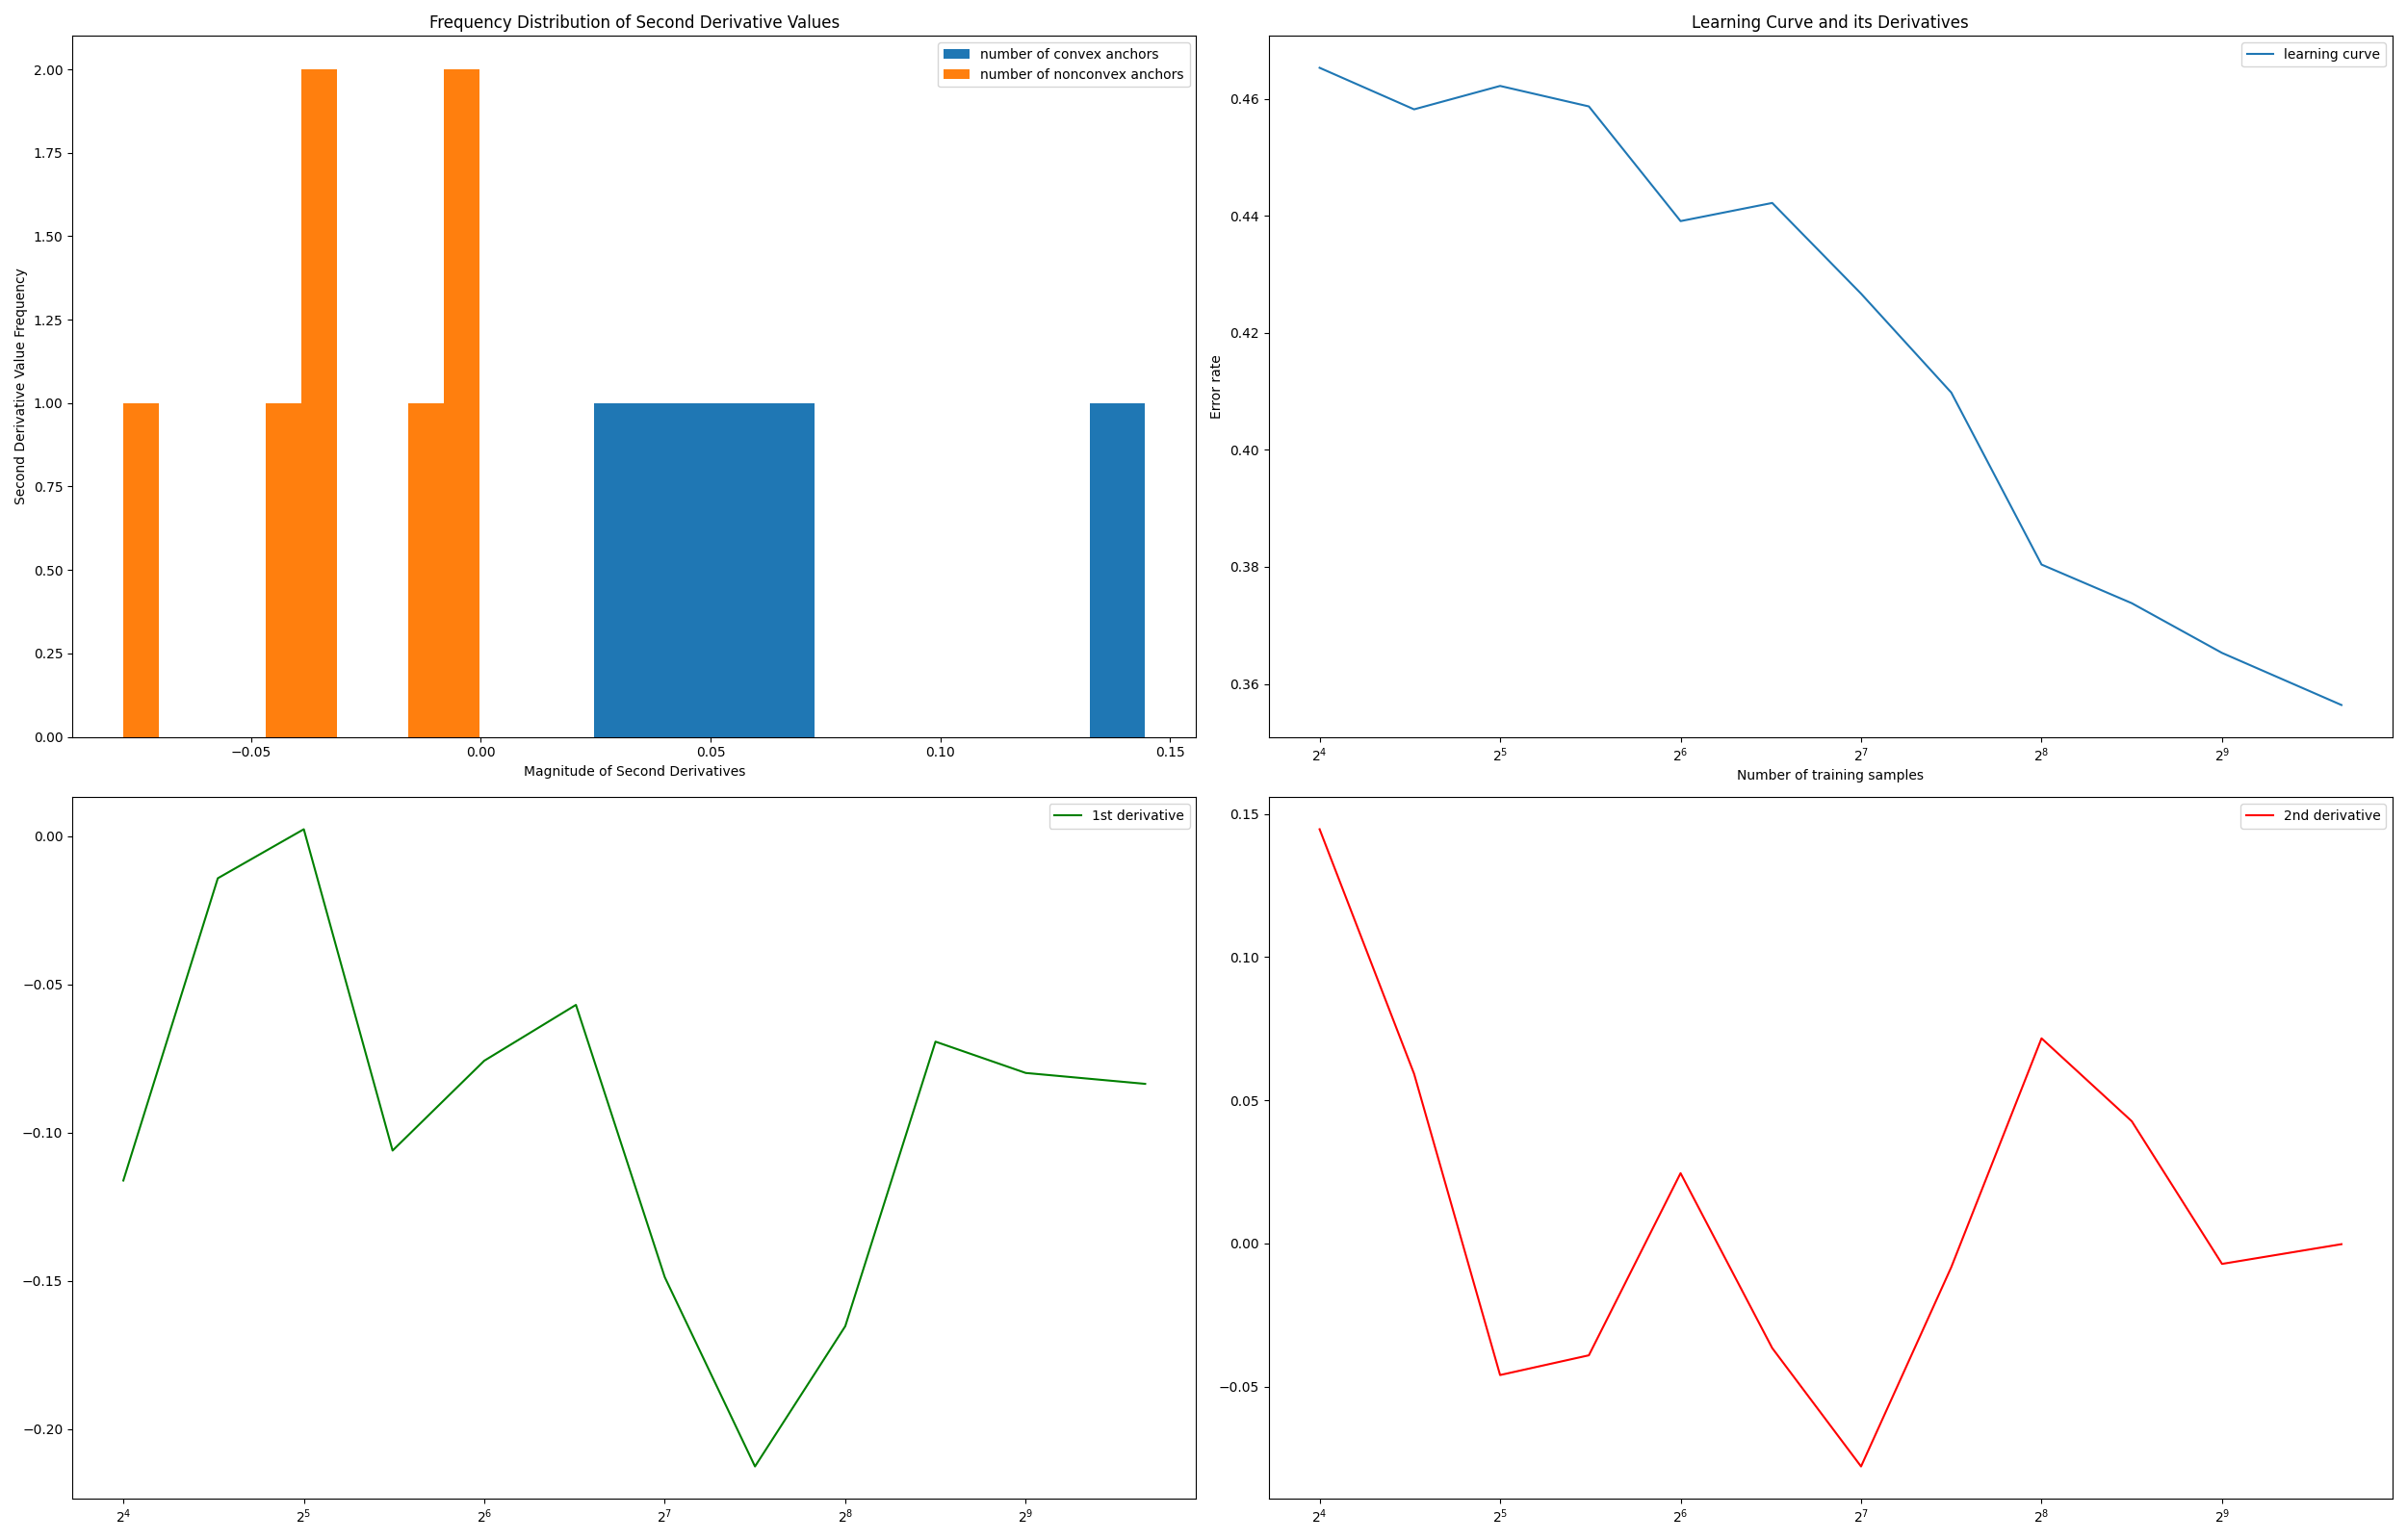 Frequency Distribution of Second Derivative Values
number of convex anchors
number of nonconvex anchors
2.00
1.75
1.50
1.25
1.00
0.75
0.50
0.25
0.00
Second Derivative Value Frequency
−0.05 0.00 0.05 0.10 0.15
Magnitude of Second Derivatives
Learning Curve and its Derivatives
learning curve
0.46
0.44
0.42
0.40
0.38
0.36
Error rate
2⁴ 2⁵ 2⁶ 2⁷ 2⁸ 2⁹
Number of training samples
1st derivative
0.00
−0.05
−0.10
−0.15
−0.20
2⁴ 2⁵ 2⁶ 2⁷ 2⁸ 2⁹
2nd derivative
0.15
0.10
0.05
0.00
−0.05
2⁴ 2⁵ 2⁶ 2⁷ 2⁸ 2⁹